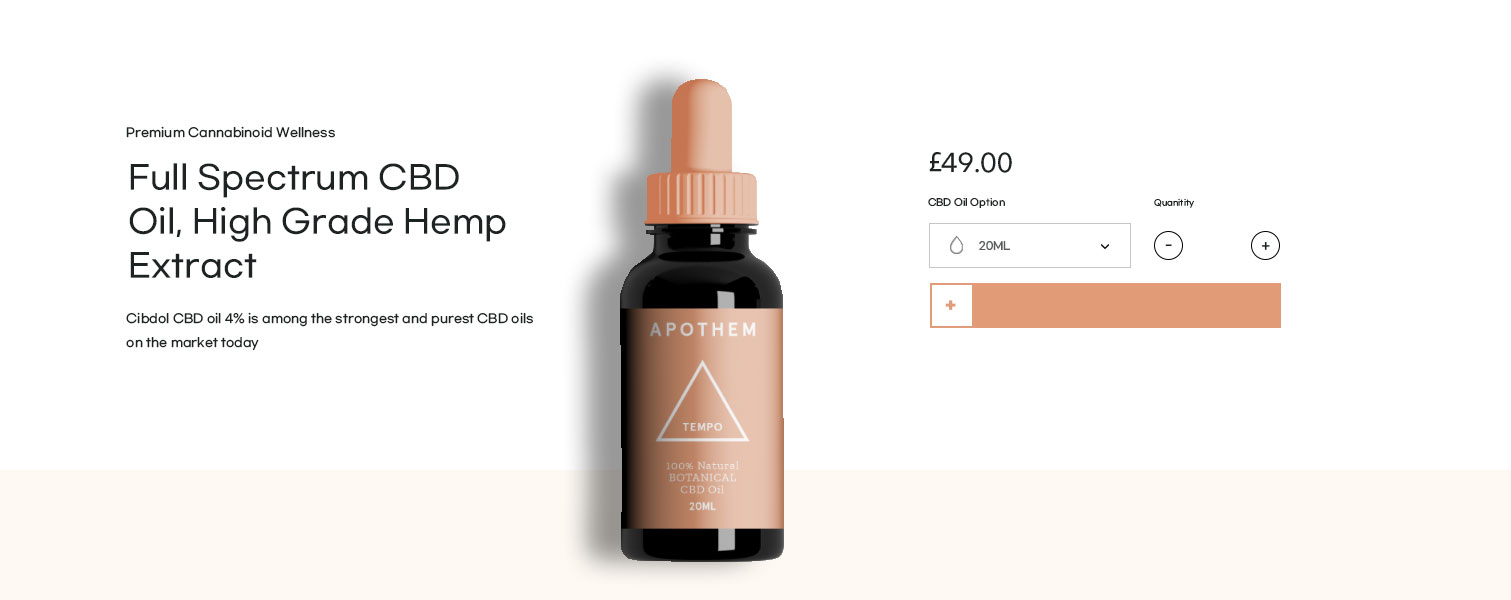 Premium Cannabinoid Wellness
Full Spectrum CBD
Oil, High Grade Hemp
Extract
Cibdol CBD oil 4% is among the strongest and purest CBD oils
on the market today
APOTHEM
TEMPO
100% Natural
BOTANICAL
CBD Oil
20ML
£49.00
CBD Oil Option
Quanitity
20ML
-
+
+